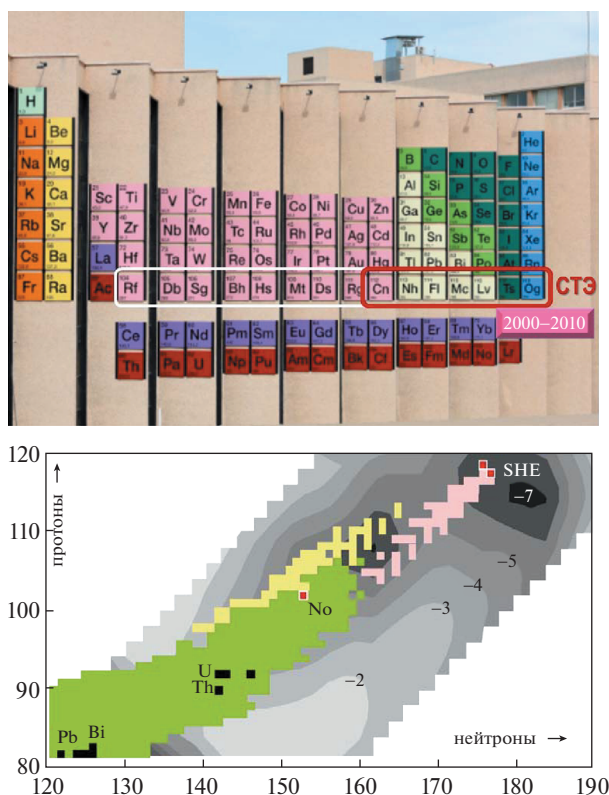 H
Li Be
Na Mg
K Ca
Rb Sr
Cs Ba
Fr Ra
Sc Ti
Y Zr
La Hf
Ac Rf
V Cr
Nb Mo
Ta W
Db Sg
Mn Fe
Tc Ru
Re Os
Bh Hs
Co Ni
Rh Pd
Ir Pt
Mt Ds
Cu Zn
Ag Cd
Au Hg
Rg Cn
B C
Al Si
Ga Ge
In Sn
Tl Pb
Nh Fl
N O
P S
As Se
Sb Te
Mc Lv
He
F Ne
Cl Ar
Br Kr
I Xe
At Rn
Ts Og
СТЭ
2000–2010
Ce Pr Nd Pm Sm Eu Gd Tb Dy Ho Er Tm Yb
Th Pa U Np Pu Am Cm Bk Cf Es Fm Md No Lr
120
110
100
90
80
протоны →
SHE
–7
–5
–4
–3
–2
No
U
Th
Pb Bi
нейтроны →
120 130 140 150 160 170 180 190